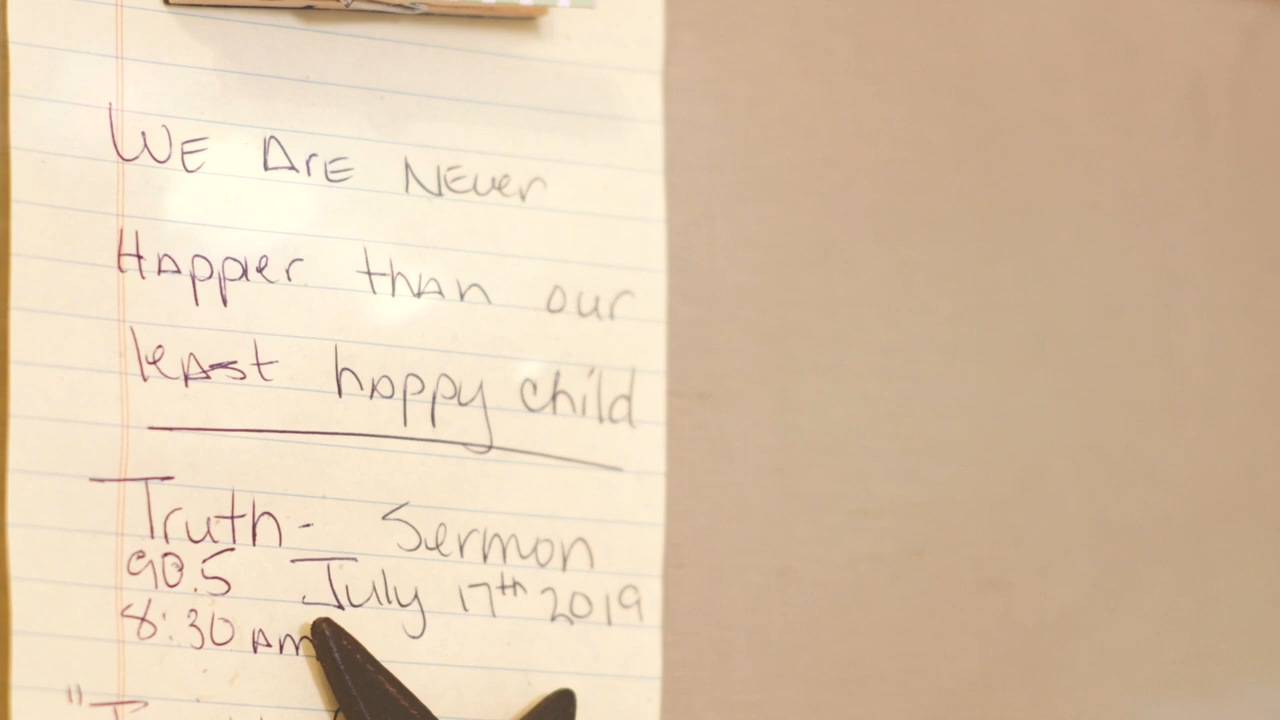 WE ArE NEver
Happier than our
least happy child
Truth- Sermon
90.5 July 17th 2019
8:30 AM